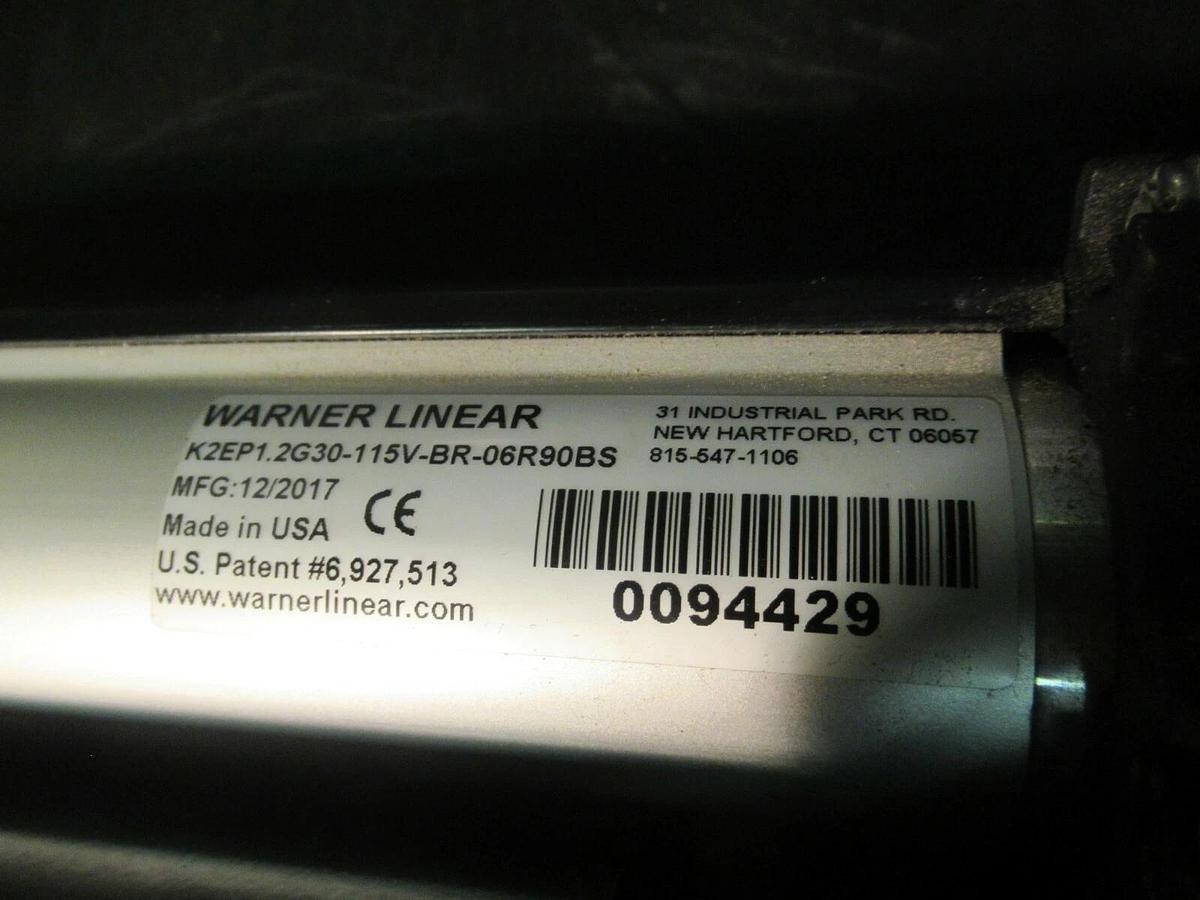 WARNER LINEAR
K2EP1.2G30-115V-BR-06R90BS
MFG:12/2017
Made in USA CE
U.S. Patent #6,927,513
www.warnerlinear.com
31 INDUSTRIAL PARK RD.
NEW HARTFORD, CT 06057
815-547-1106
0094429